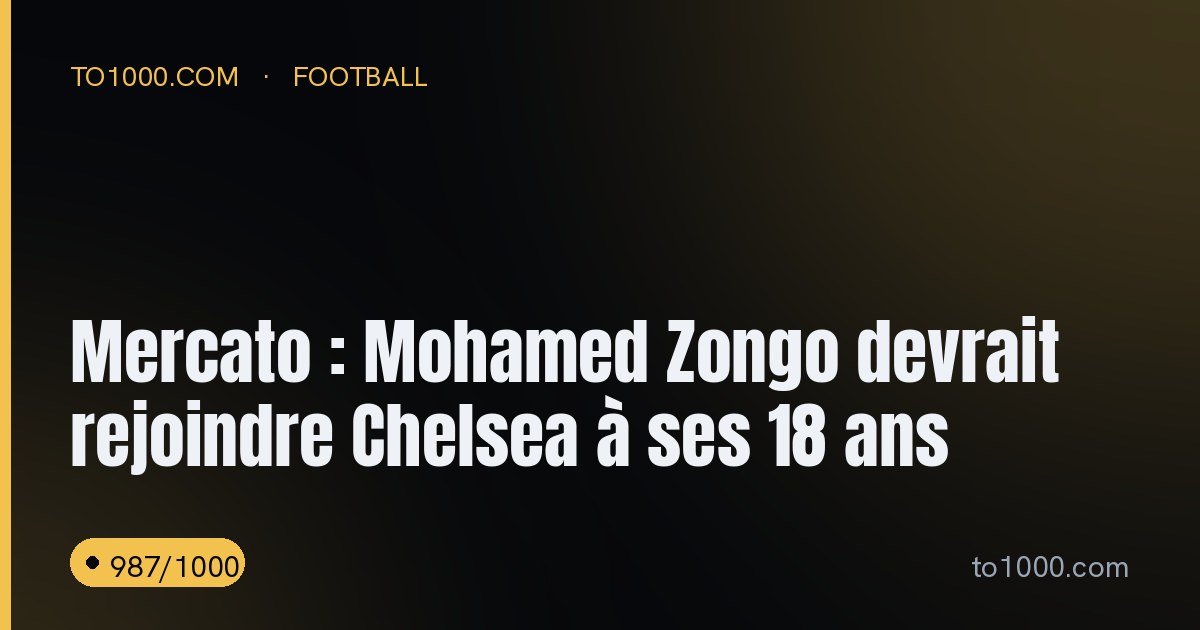 TO1000.COM · FOOTBALL
Mercato : Mohamed Zongo devrait
rejoindre Chelsea à ses 18 ans
987/1000
to1000.com